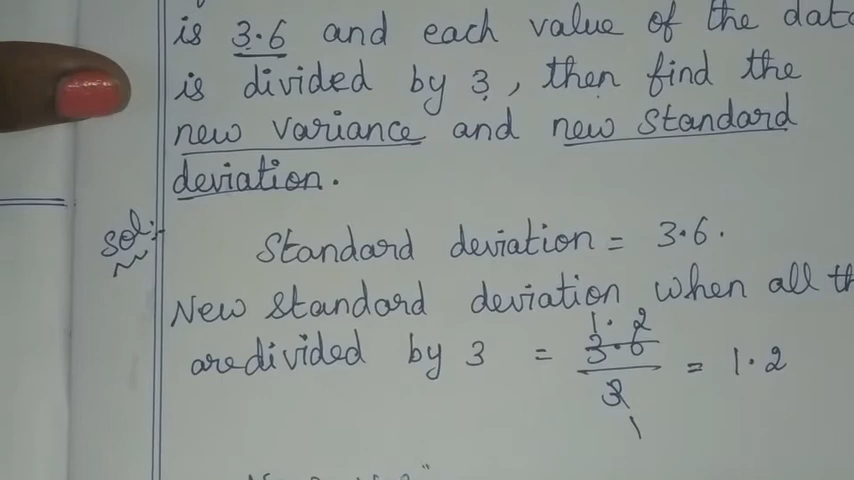 is 3.6 and each value of the data
is divided by 3, then find the
new variance and new standard
deviation.
Sol:-
Standard deviation = 3.6.
New standard deviation when all
are divided by 3 = 3.6/3 = 1.2
1.2
1